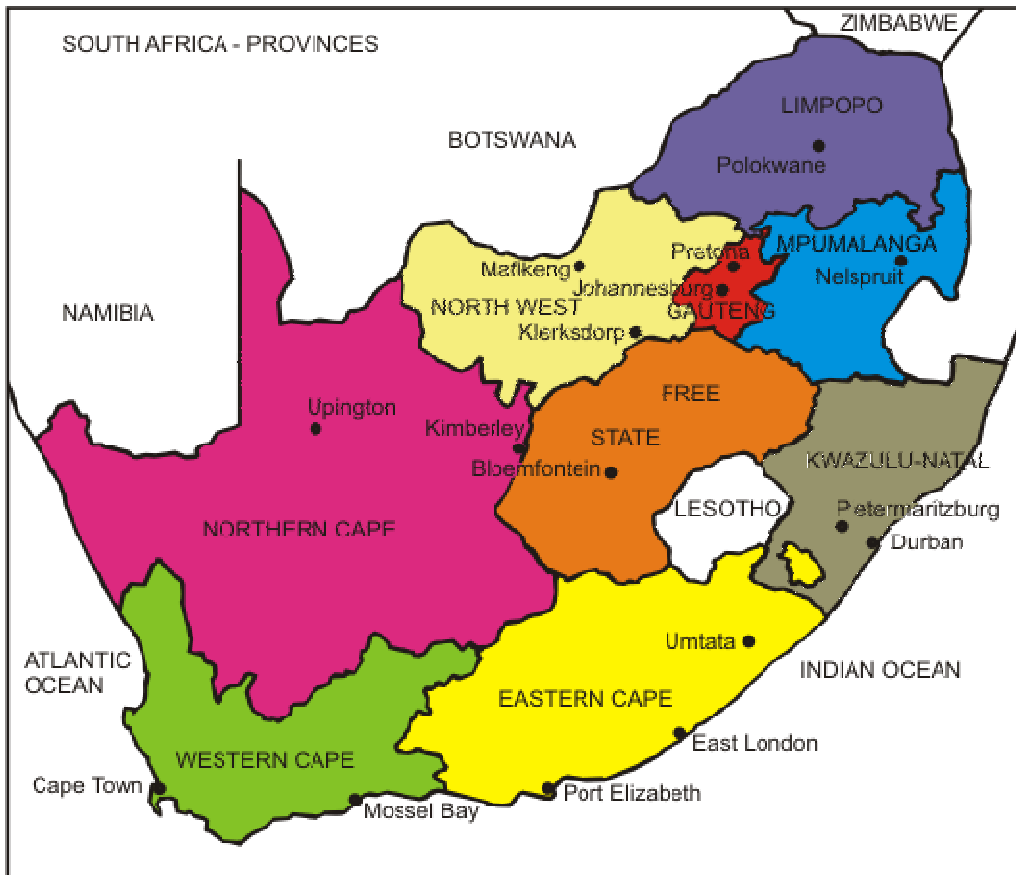 ZIMBABWE
SOUTH AFRICA - PROVINCES
LIMPOPO
BOTSWANA
Polokwane
MPUMALANGA
Pretoria
Mafikeng
Nelspruit
Johannesburg
NORTH WEST
GAUTENG
NAMIBIA
Klerksdorp
FREE
STATE
Upington
Kimberley
Bloemfontein
KWAZULU-NATAL
LESOTHO
Pietermaritzburg
NORTHERN CAPE
Durban
Umtata
ATLANTIC
OCEAN
INDIAN OCEAN
EASTERN CAPE
East London
WESTERN CAPE
Cape Town
Port Elizabeth
Mossel Bay